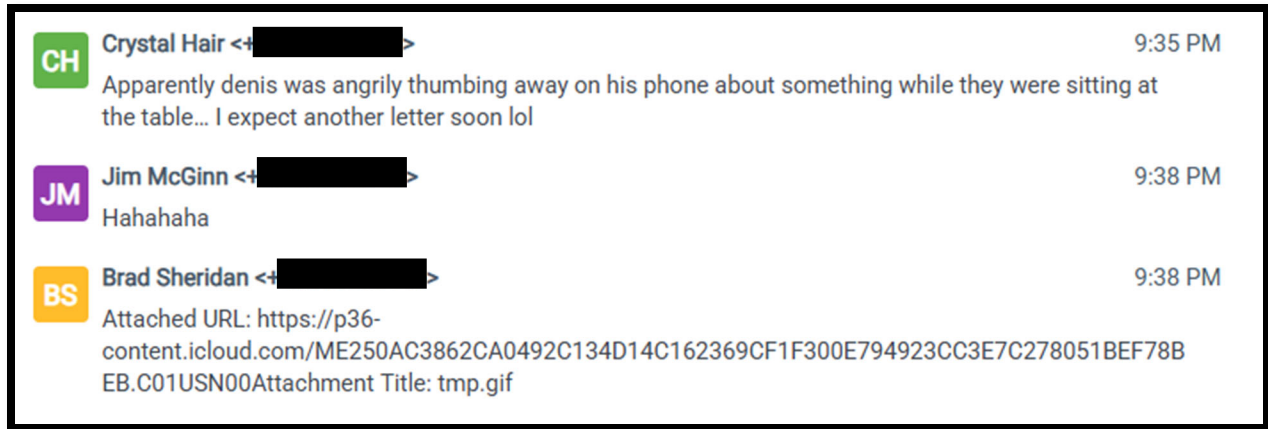 CH
Crystal Hair <+ >
9:35 PM
Apparently denis was angrily thumbing away on his phone about something while they were sitting at
the table… I expect another letter soon lol
JM
Jim McGinn <+ >
9:38 PM
Hahahaha
BS
Brad Sheridan <+ >
9:38 PM
Attached URL: https://p36-
content.icloud.com/ME250AC3862CA0492C134D14C162369CF1F300E794923CC3E7C278051BEF78B
EB.C01USN00Attachment Title: tmp.gif